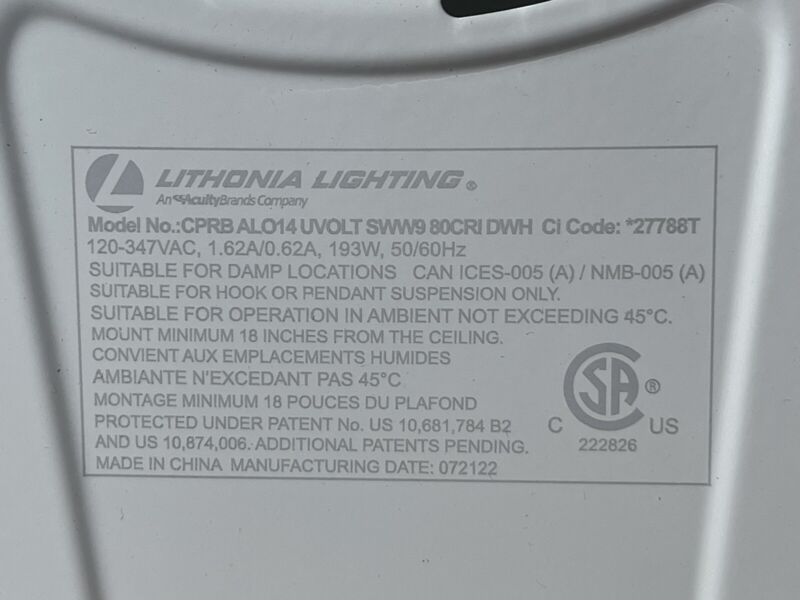 LITHONIA LIGHTING®
An AcuityBrands Company
Model No.:CPRB ALO14 UVOLT SWW9 80CRI DWH Ci Code: *27788T
120-347VAC, 1.62A/0.62A, 193W, 50/60Hz
SUITABLE FOR DAMP LOCATIONS CAN ICES-005 (A) / NMB-005 (A)
SUITABLE FOR HOOK OR PENDANT SUSPENSION ONLY.
SUITABLE FOR OPERATION IN AMBIENT NOT EXCEEDING 45°C.
MOUNT MINIMUM 18 INCHES FROM THE CEILING.
CONVIENT AUX EMPLACEMENTS HUMIDES
AMBIANTE N'EXCEDANT PAS 45°C
MONTAGE MINIMUM 18 POUCES DU PLAFOND
PROTECTED UNDER PATENT No. US 10,681,784 B2
AND US 10,874,006. ADDITIONAL PATENTS PENDING.
MADE IN CHINA MANUFACTURING DATE: 072122
CSA®
C US
222826